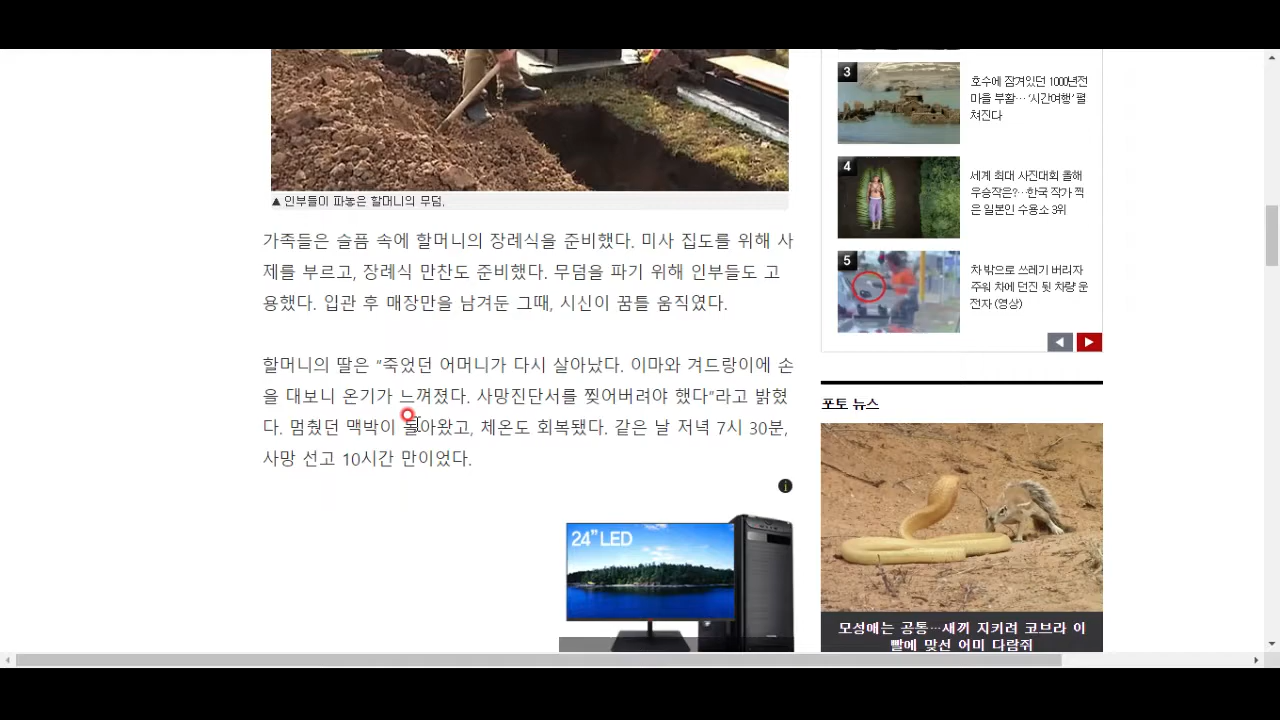 ▲ 인부들이 파놓은 할머니의 무덤.
가족들은 슬픔 속에 할머니의 장례식을 준비했다. 미사 집도를 위해 사
제를 부르고, 장례식 만찬도 준비했다. 무덤을 파기 위해 인부들도 고
용했다. 입관 후 매장만을 남겨둔 그때, 시신이 꿈틀 움직였다.
할머니의 딸은 “죽었던 어머니가 다시 살아났다. 이마와 겨드랑이에 손
을 대보니 온기가 느껴졌다. 사망진단서를 찢어버려야 했다”라고 밝혔
다. 멈췄던 맥박이 돌아왔고, 체온도 회복됐다. 같은 날 저녁 7시 30분,
사망 선고 10시간 만이었다.
24” LED
3
호수에 잠겨있던 1000년전
마을 부활…‘시간여행’ 펼
쳐진다
4
세계 최대 사진대회 올해
우승작은?…한국 작가 찍
은 일본인 수용소 3위
5
차 밖으로 쓰레기 버리자
주워 차에 던진 뒷 차량 운
전자 (영상)
포토 뉴스
모성애는 공통…새끼 지키려 코브라 이
빨에 맞선 어미 다람쥐